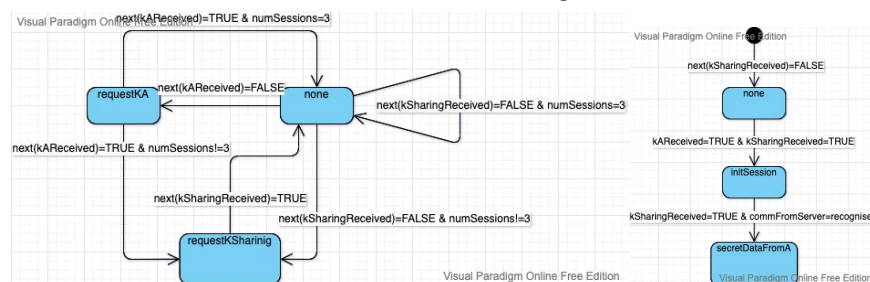 next(kAReceived)=TRUE & numSessions=3
Visual Paradigm Online Free Edition
requestKA
next(kAReceived)=FALSE
none
next(kSharingReceived)=FALSE & numSessions=3
next(kAReceived)=TRUE & numSessions!=3
next(kSharingReceived)=TRUE
next(kSharingReceived)=FALSE & numSessions!=3
requestKSharinig
Visual Paradigm Online Free Edition
Visual Paradigm Online Free Edition
next(kSharingReceived)=FALSE
none
kAReceived=TRUE & kSharingReceived=TRUE
initSession
kSharingReceived=TRUE & commFromServer=recognise
secretDataFromA
Visual Paradigm Online Free Edition